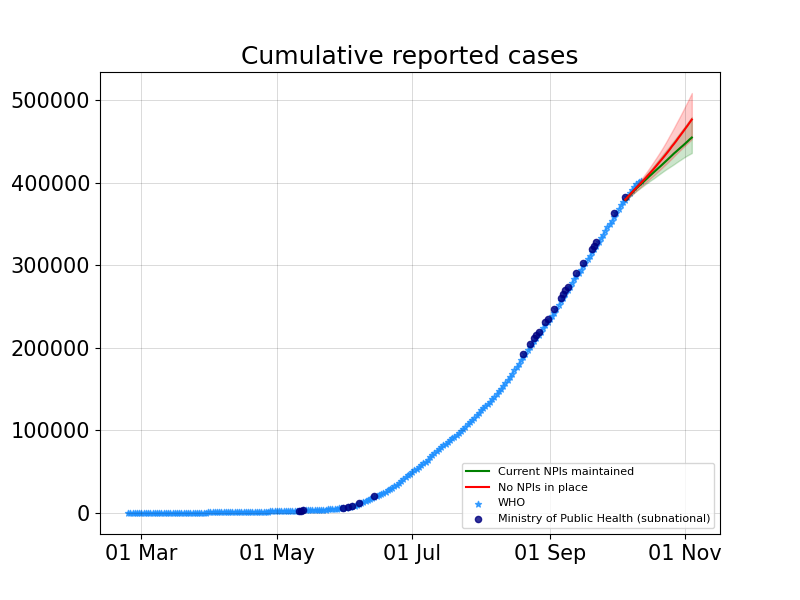 Cumulative reported cases
500000
400000
300000
200000
100000
0
01 Mar
01 May
01 Jul
01 Sep
01 Nov
Current NPIs maintained
No NPIs in place
WHO
Ministry of Public Health (subnational)